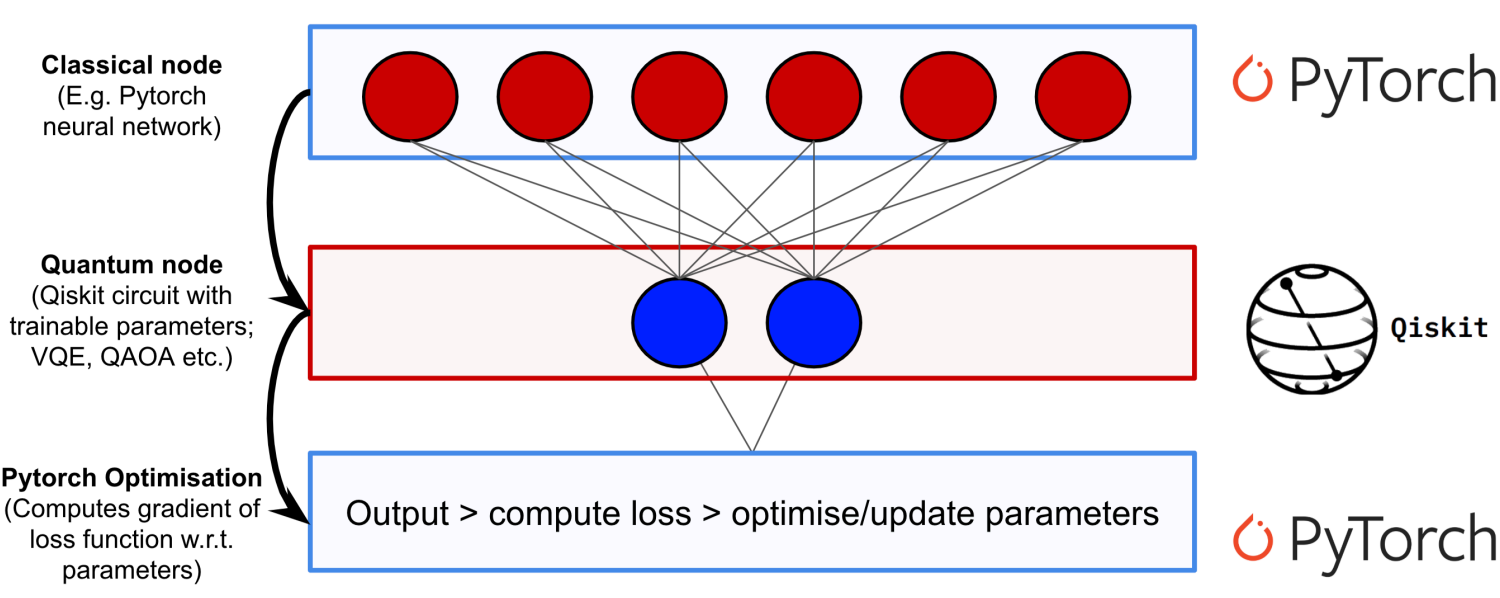 Classical node
(E.g. Pytorch
neural network)
PyTorch
Quantum node
(Qiskit circuit with
trainable parameters;
VQE, QAOA etc.)
Qiskit
Pytorch Optimisation
(Computes gradient of
loss function w.r.t.
parameters)
Output > compute loss > optimise/update parameters
PyTorch